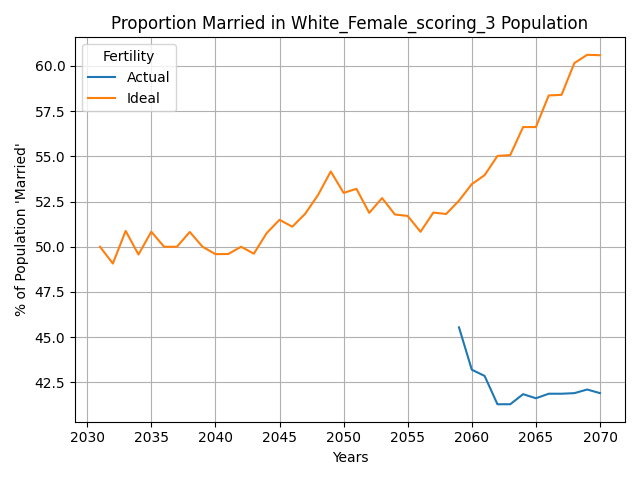 Proportion Married in White_Female_scoring_3 Population
% of Population 'Married'
60.0
57.5
55.0
52.5
50.0
47.5
45.0
42.5
Fertility
Actual
Ideal
2030 2035 2040 2045 2050 2055 2060 2065 2070
Years